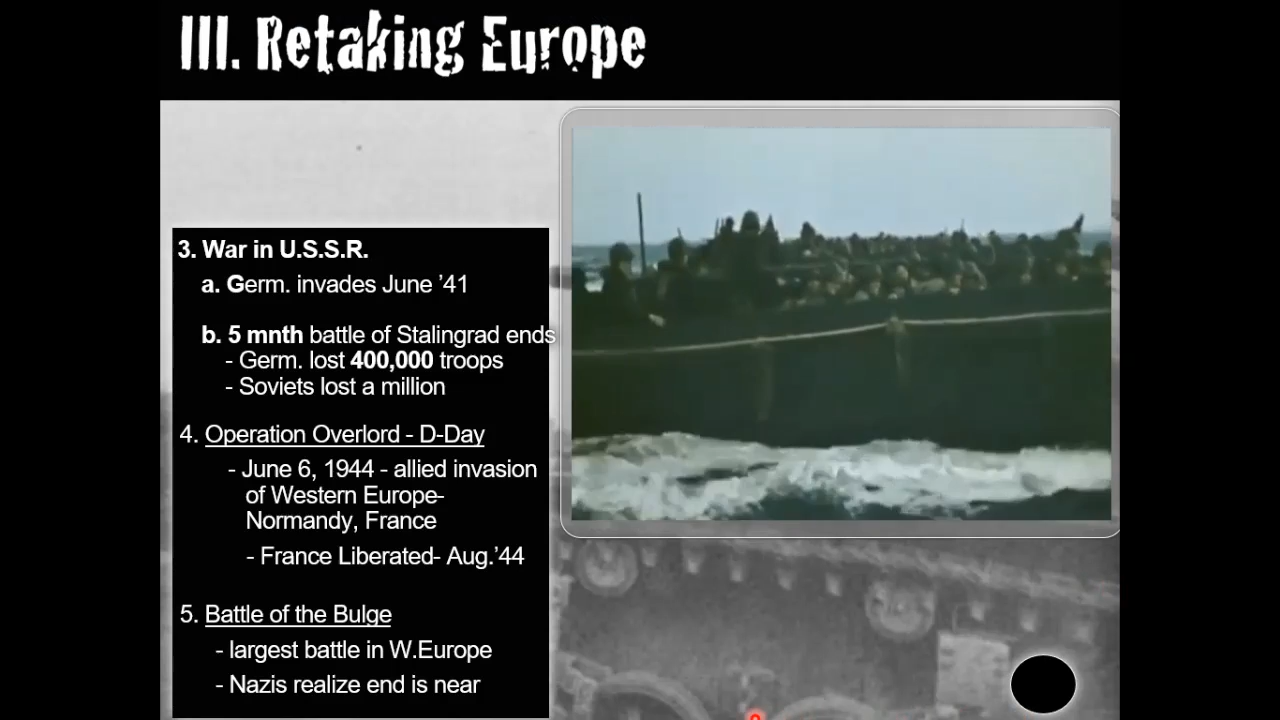 III. Retaking Europe
3. War in U.S.S.R.
a. Germ. invades June ’41
b. 5 mnth battle of Stalingrad ends
- Germ. lost 400,000 troops
- Soviets lost a million
4. Operation Overlord - D-Day
- June 6, 1944 - allied invasion
of Western Europe-
Normandy, France
- France Liberated- Aug.’44
5. Battle of the Bulge
- largest battle in W.Europe
- Nazis realize end is near